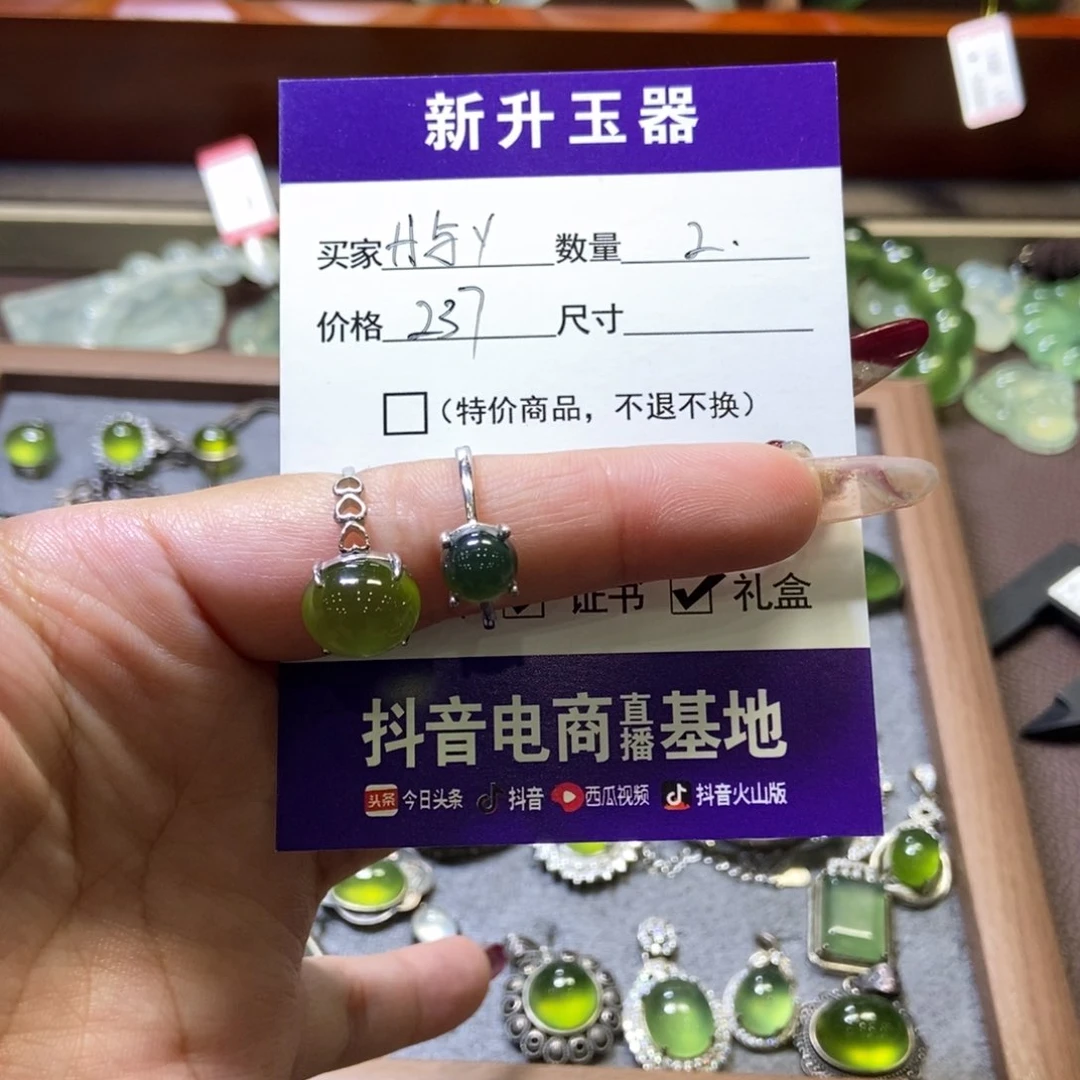 新升玉器
买家 H与Y 数量 2.
价格 237 尺寸
(特价商品，不退不换)
证书 礼盒
抖音电商直播基地
头条 今日头条 抖音 西瓜视频 抖音火山版